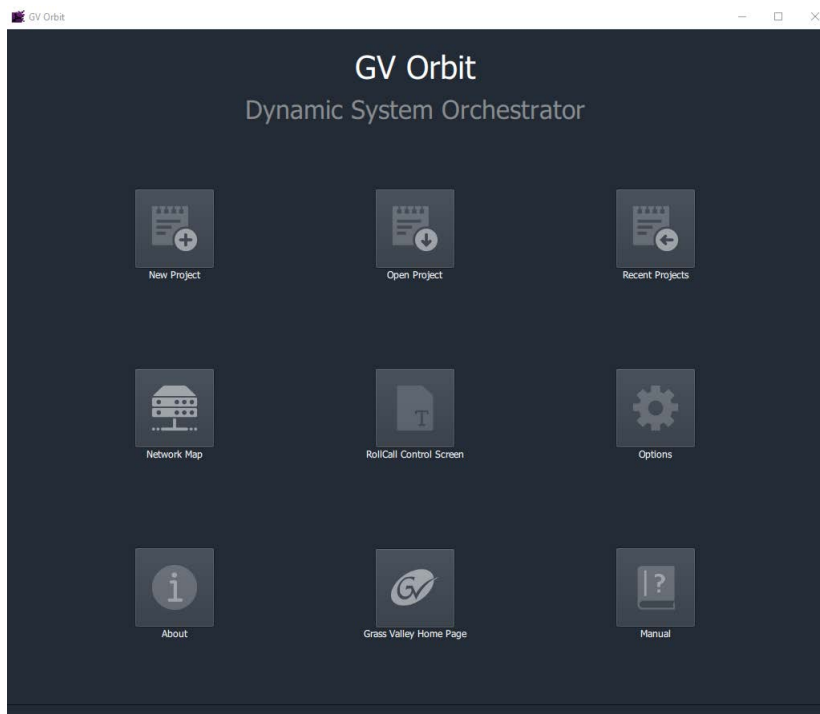 GV Orbit
GV Orbit
Dynamic System Orchestrator
New Project
Open Project
Recent Projects
T
Network Map
RollCall Control Screen
Options
i
GV
?
About
Grass Valley Home Page
Manual